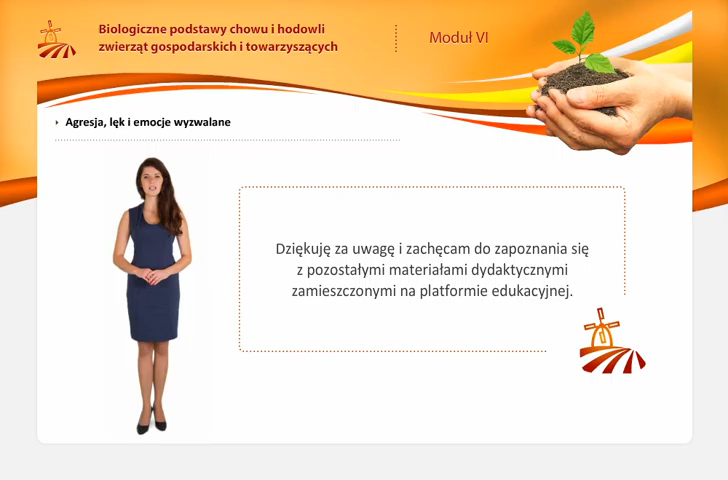 Biologiczne podstawy chowu i hodowli
zwierząt gospodarskich i towarzyszących
Moduł VI
Agresja, lęk i emocje wyzwalane
Dziękuję za uwagę i zachęcam do zapoznania się
z pozostałymi materiałami dydaktycznymi
zamieszczonymi na platformie edukacyjnej.